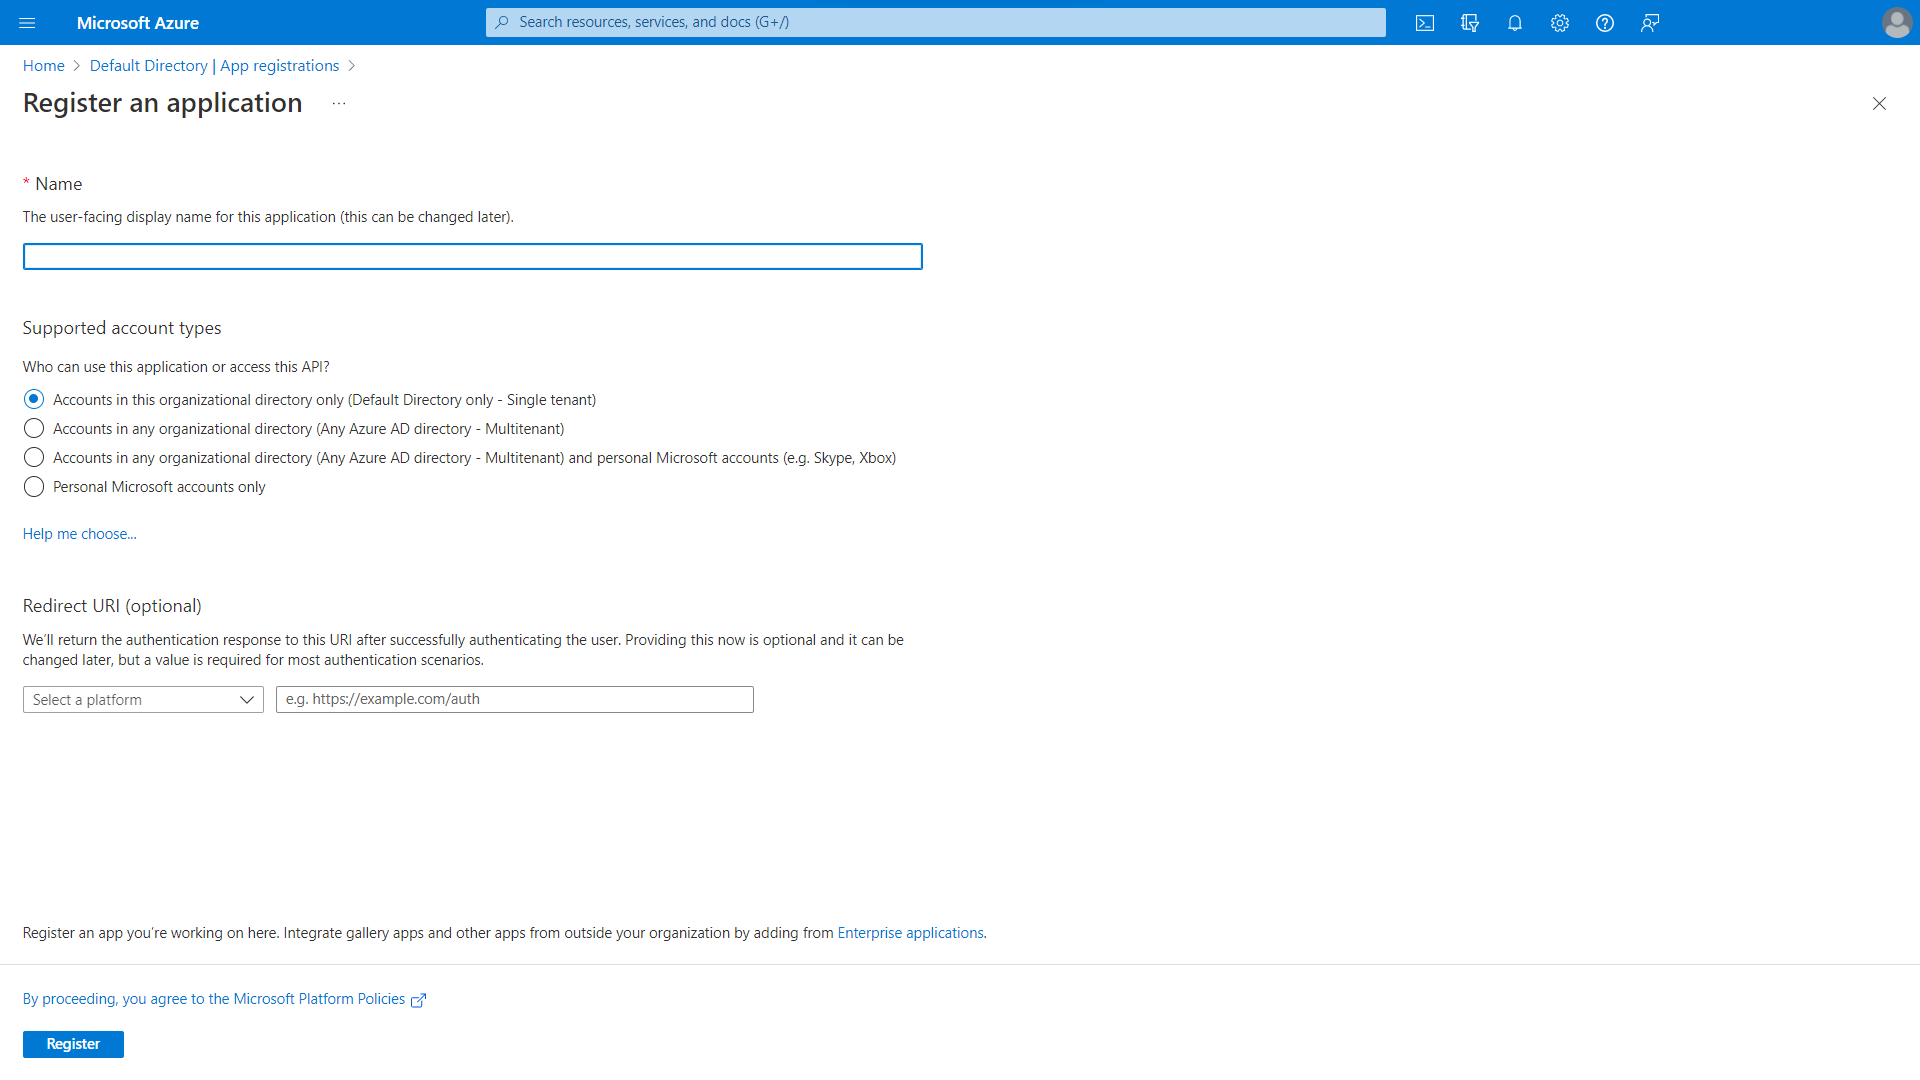 Microsoft Azure
Search resources, services, and docs (G+/)
Home > Default Directory | App registrations >
Register an application ...
* Name
The user-facing display name for this application (this can be changed later).
Supported account types
Who can use this application or access this API?
Accounts in this organizational directory only (Default Directory only - Single tenant)
Accounts in any organizational directory (Any Azure AD directory - Multitenant)
Accounts in any organizational directory (Any Azure AD directory - Multitenant) and personal Microsoft accounts (e.g. Skype, Xbox)
Personal Microsoft accounts only
Help me choose...
Redirect URI (optional)
We'll return the authentication response to this URI after successfully authenticating the user. Providing this now is optional and it can be
changed later, but a value is required for most authentication scenarios.
Select a platform
e.g. https://example.com/auth
Register an app you're working on here. Integrate gallery apps and other apps from outside your organization by adding from Enterprise applications.
By proceeding, you agree to the Microsoft Platform Policies
Register